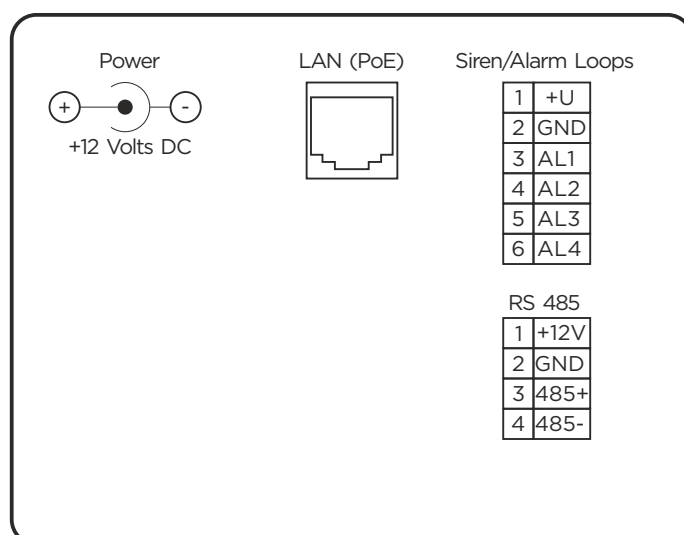 Power
+
-
+12 Volts DC
LAN (PoE)
Siren/Alarm Loops
1 +U
2 GND
3 AL1
4 AL2
5 AL3
6 AL4
RS 485
1 +12V
2 GND
3 485+
4 485-